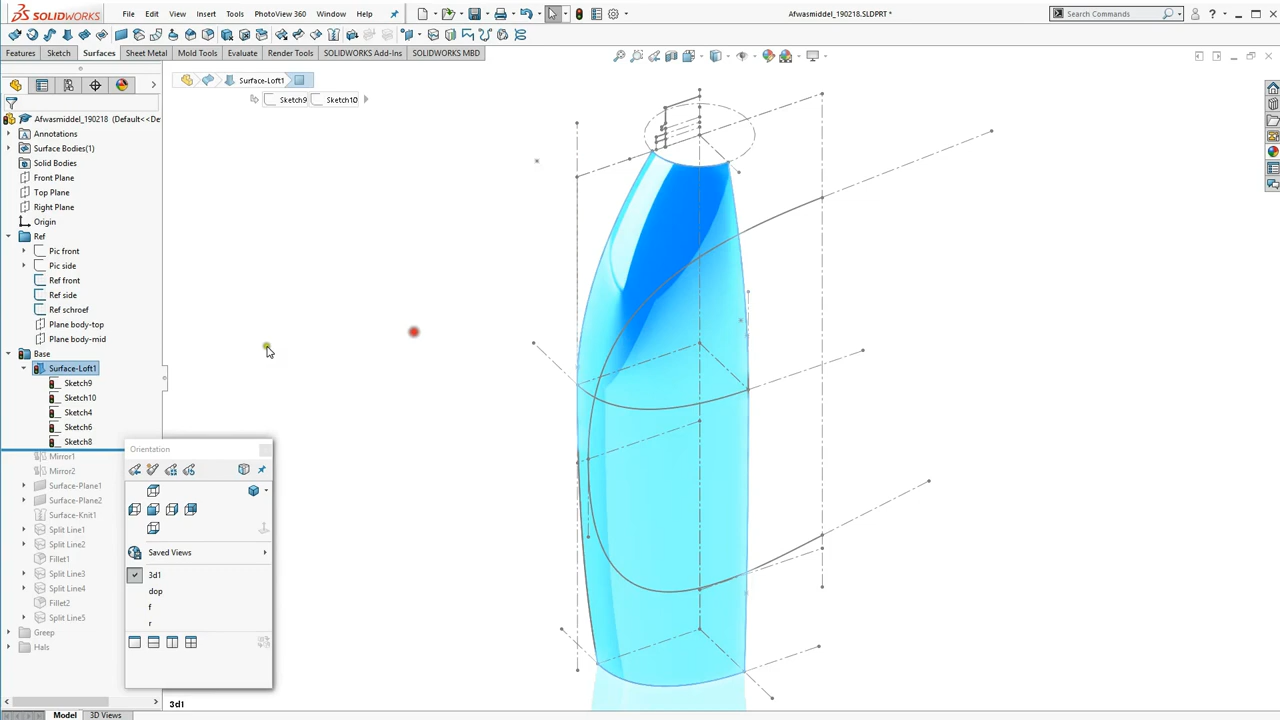 SOLIDWORKS File Edit View Insert Tools PhotoView 360 Window Help Afwasmiddel_190218.SLDPRT * Search Commands ?
Features Sketch Surfaces Sheet Metal Mold Tools Evaluate Render Tools SOLIDWORKS Add-Ins SOLIDWORKS MBD
Surface-Loft1
Sketch9 Sketch10
Afwasmiddel_190218 (Default<<De
Annotations
Surface Bodies(1)
Solid Bodies
Front Plane
Top Plane
Right Plane
Origin
Ref
Pic front
Pic side
Ref front
Ref side
Ref schroef
Plane body-top
Plane body-mid
Base
Surface-Loft1
Sketch9
Sketch10
Sketch4
Sketch6
Sketch8
Mirror1
Mirror2
Surface-Plane1
Surface-Plane2
Surface-Knit1
Split Line1
Split Line2
Fillet1
Split Line3
Split Line4
Fillet2
Split Line5
Greep
Hals
Orientation
Saved Views
3d1
dop
f
r
3d1
Model 3D Views